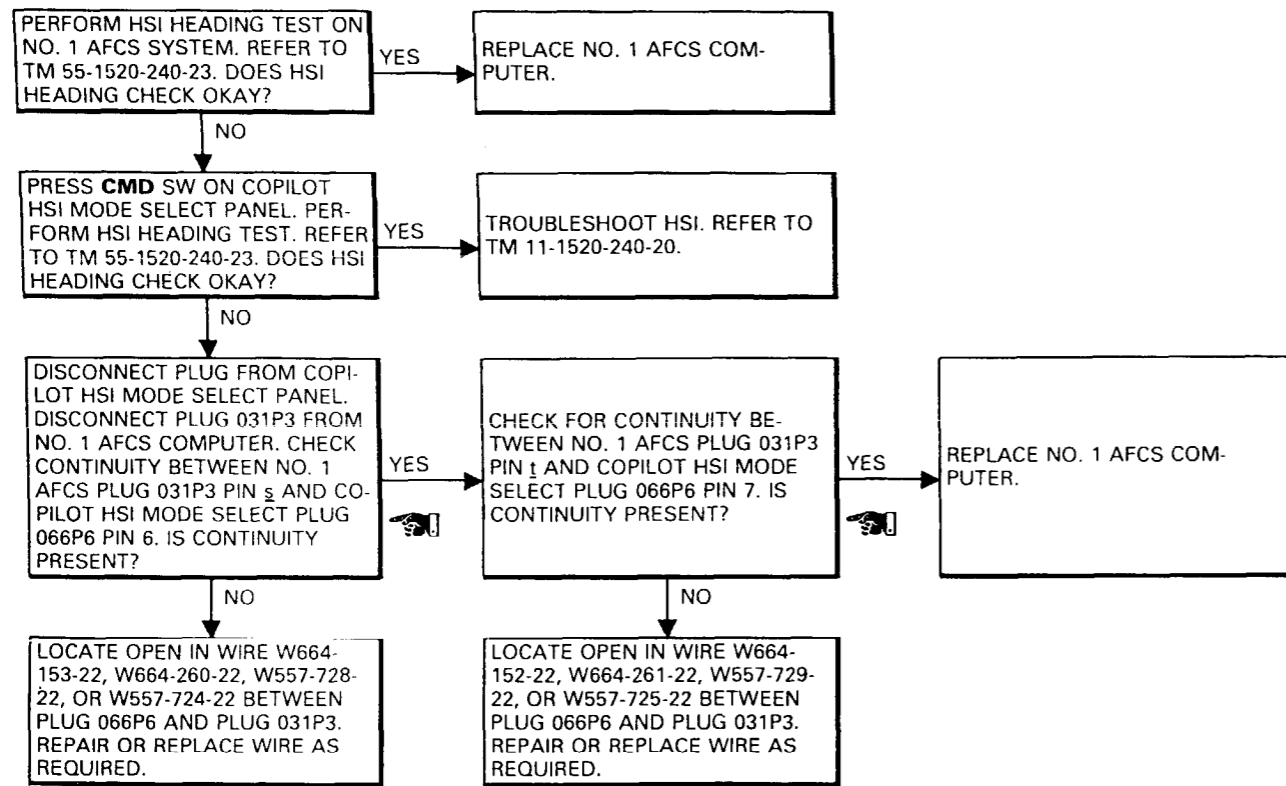 PERFORM HSI HEADING TEST ON
NO. 1 AFCS SYSTEM. REFER TO
TM 55-1520-240-23. DOES HSI
HEADING CHECK OKAY?
YES
REPLACE NO. 1 AFCS COM-
PUTER.
NO
PRESS CMD SW ON COPILOT
HSI MODE SELECT PANEL. PER-
FORM HSI HEADING TEST. REFER
TO TM 55-1520-240-23. DOES HSI
HEADING CHECK OKAY?
YES
TROUBLESHOOT HSI. REFER TO
TM 11-1520-240-20.
NO
DISCONNECT PLUG FROM COPI-
LOT HSI MODE SELECT PANEL.
DISCONNECT PLUG 031P3 FROM
NO. 1 AFCS COMPUTER. CHECK
CONTINUITY BETWEEN NO. 1
AFCS PLUG 031P3 PIN s AND CO-
PILOT HSI MODE SELECT PLUG
066P6 PIN 6. IS CONTINUITY
PRESENT?
YES
CHECK FOR CONTINUITY BE-
TWEEN NO. 1 AFCS PLUG 031P3
PIN t AND COPILOT HSI MODE
SELECT PLUG 066P6 PIN 7. IS
CONTINUITY PRESENT?
YES
REPLACE NO. 1 AFCS COM-
PUTER.
NO
LOCATE OPEN IN WIRE W664-
153-22, W664-260-22, W557-728-
22, OR W557-724-22 BETWEEN
PLUG 066P6 AND PLUG 031P3.
REPAIR OR REPLACE WIRE AS
REQUIRED.
NO
LOCATE OPEN IN WIRE W664-
152-22, W664-261-22, W557-729-
22, OR W557-725-22 BETWEEN
PLUG 066P6 AND PLUG 031P3.
REPAIR OR REPLACE WIRE AS
REQUIRED.